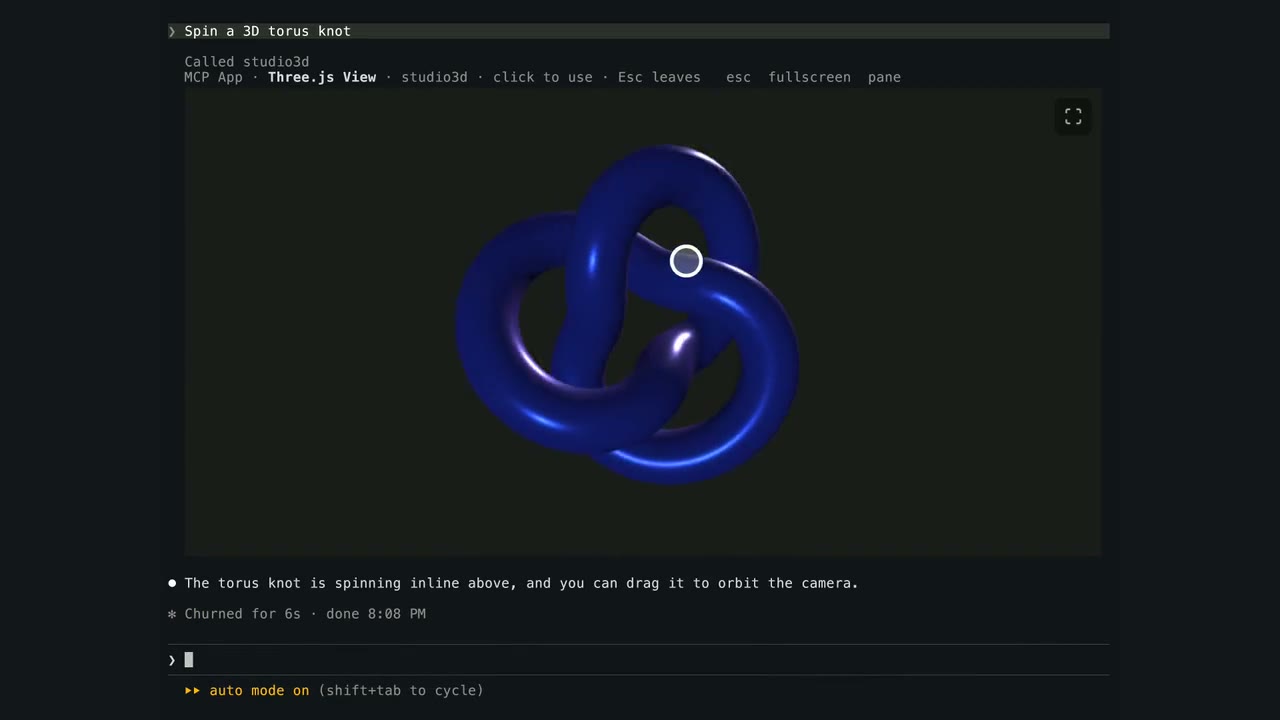 ❯ Spin a 3D torus knot
Called studio3d
MCP App · Three.js View · studio3d · click to use · Esc leaves esc fullscreen pane
● The torus knot is spinning inline above, and you can drag it to orbit the camera.
✻ Churned for 6s · done 8:08 PM
❯
⏵⏵ auto mode on (shift+tab to cycle)